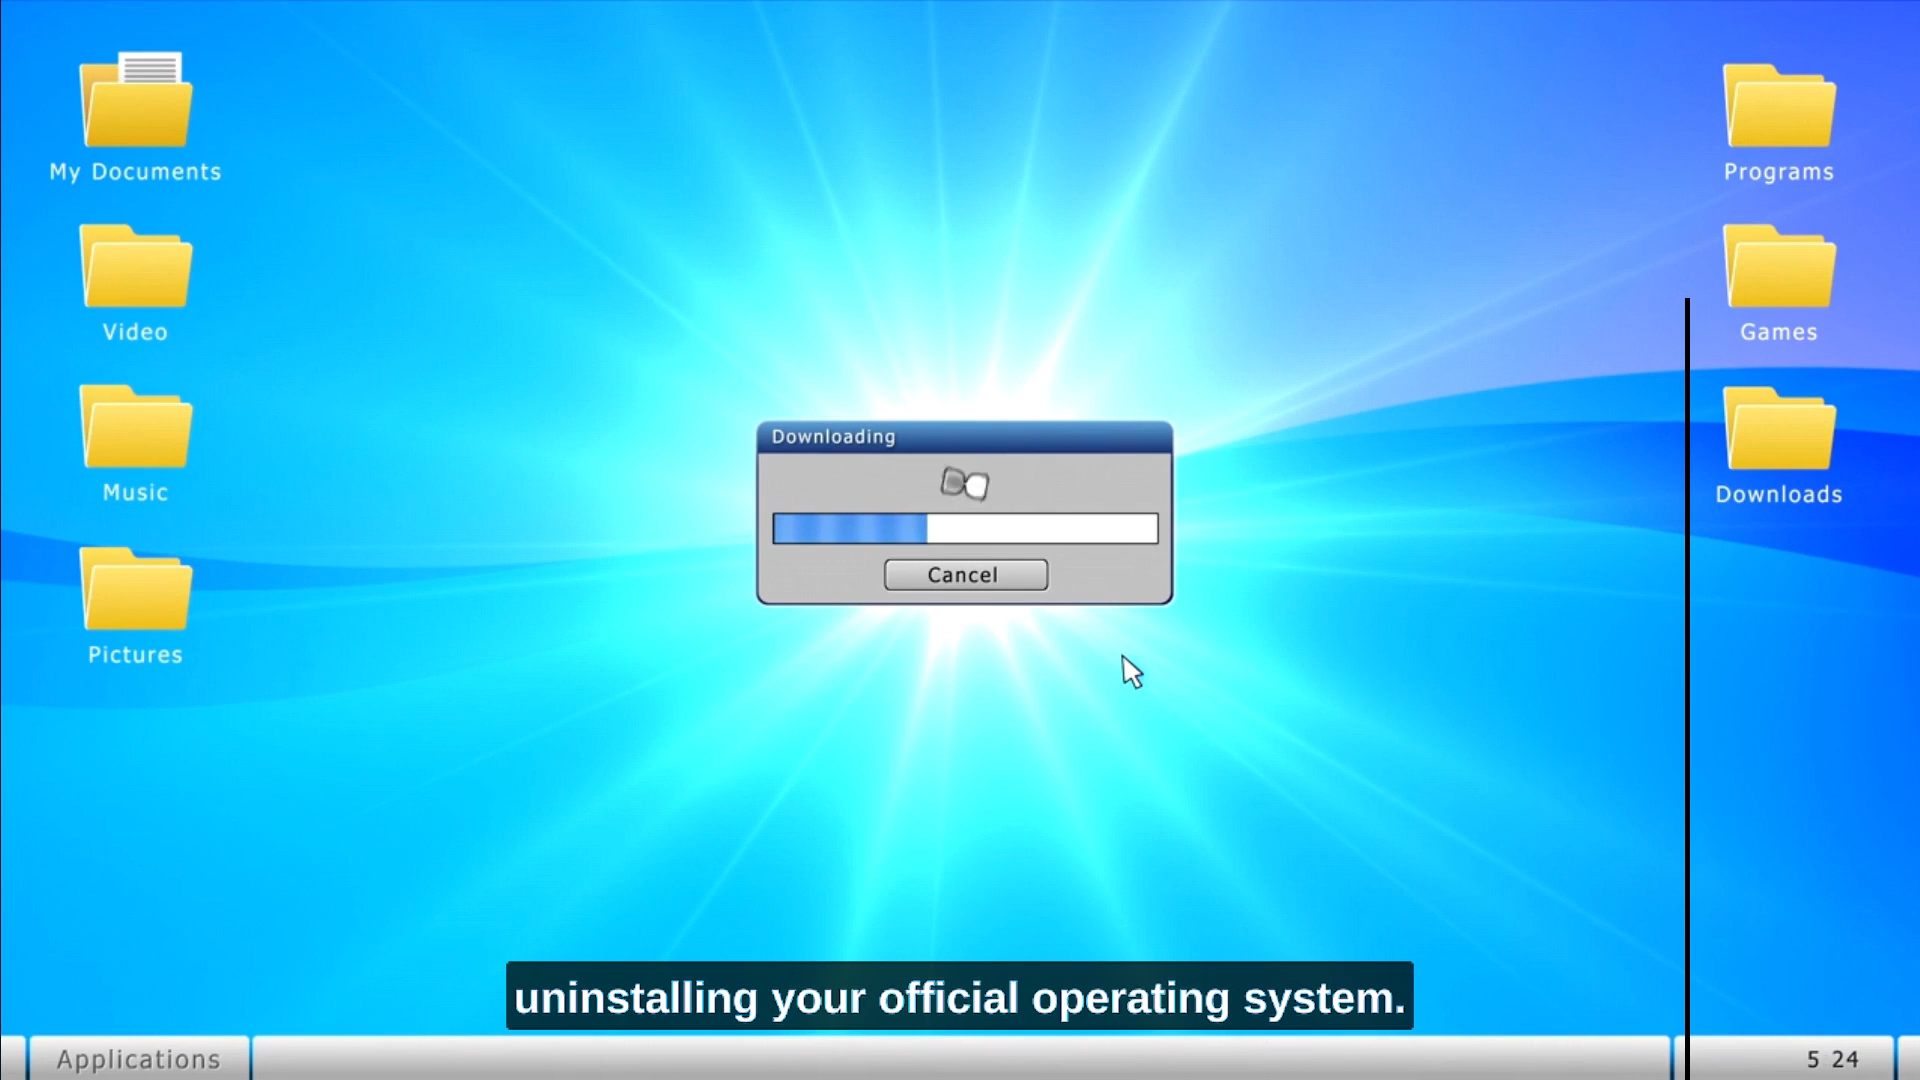 My Documents
Video
Music
Pictures
Programs
Games
Downloads
Downloading
Cancel
uninstalling your official operating system.
Applications
5 24